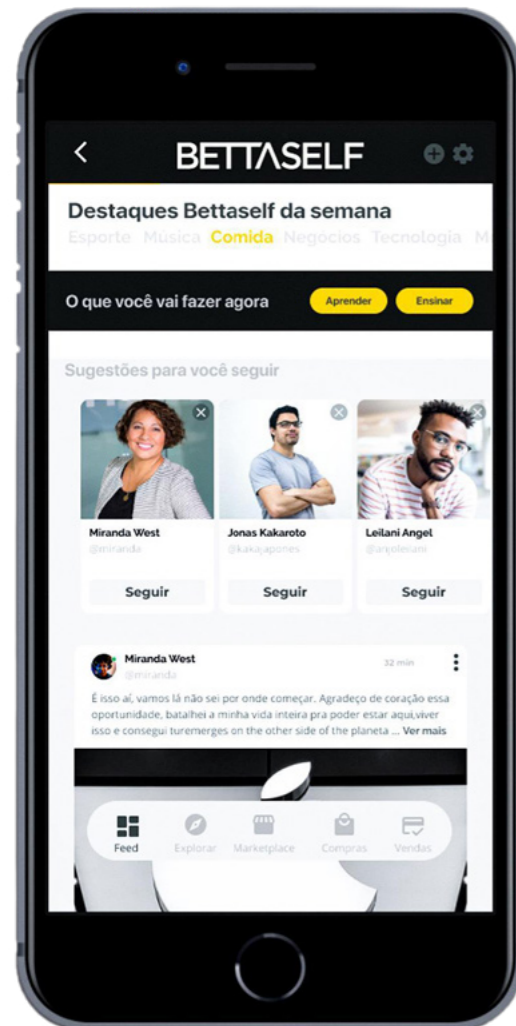 BETTASELF
Destaques Bettaself da semana
Esporte Música Comida Negócios Tecnologia M
O que você vai fazer agora Aprender Ensinar
Sugestões para você seguir
Miranda West Jonas Kakaroto Leilani Angel
@miranda @kakajapones @anjoleilani
Seguir Seguir Seguir
Miranda West 32 min
@miranda
É isso aí, vamos lá não sei por onde começar. Agradeço de coração essa
oportunidade, batalhei a minha vida inteira pra poder estar aqui,viver
isso e consegui turemerges on the other side of the planeta ... Ver mais
Feed Explorar Marketplace Compras Vendas